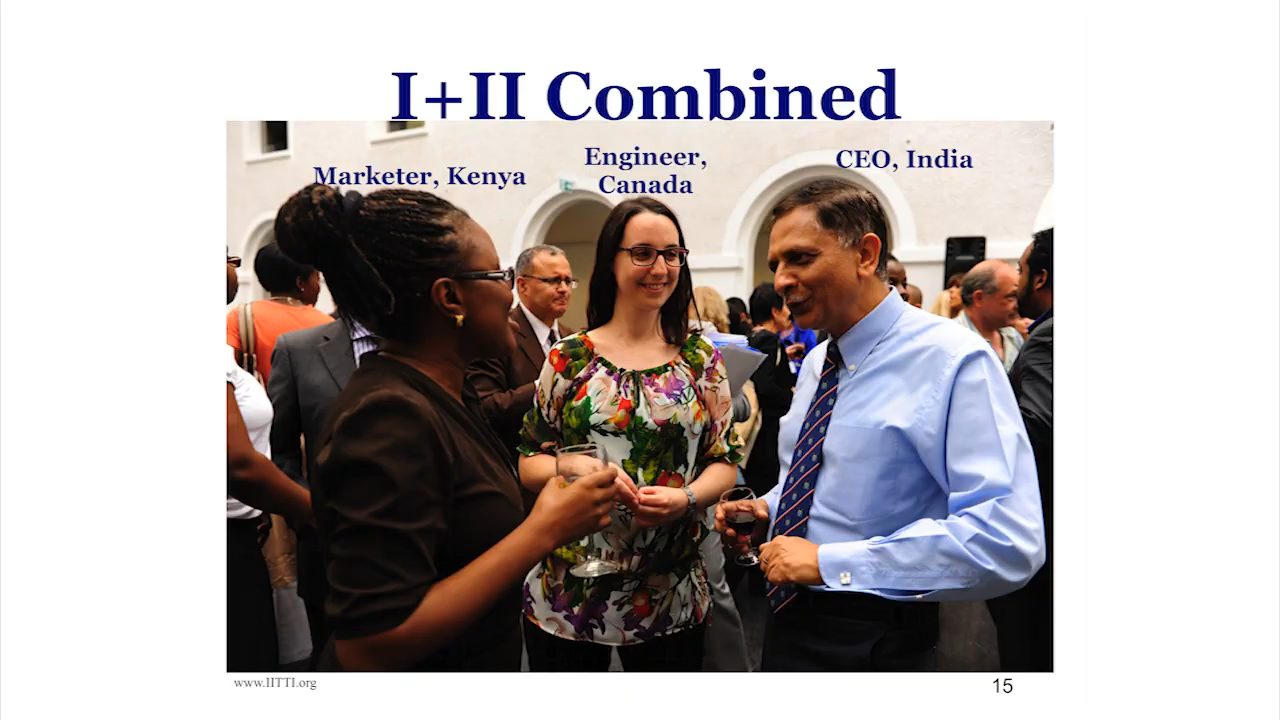 I+II Combined
Marketer, Kenya
Engineer,
Canada
CEO, India
www.IITTI.org
15